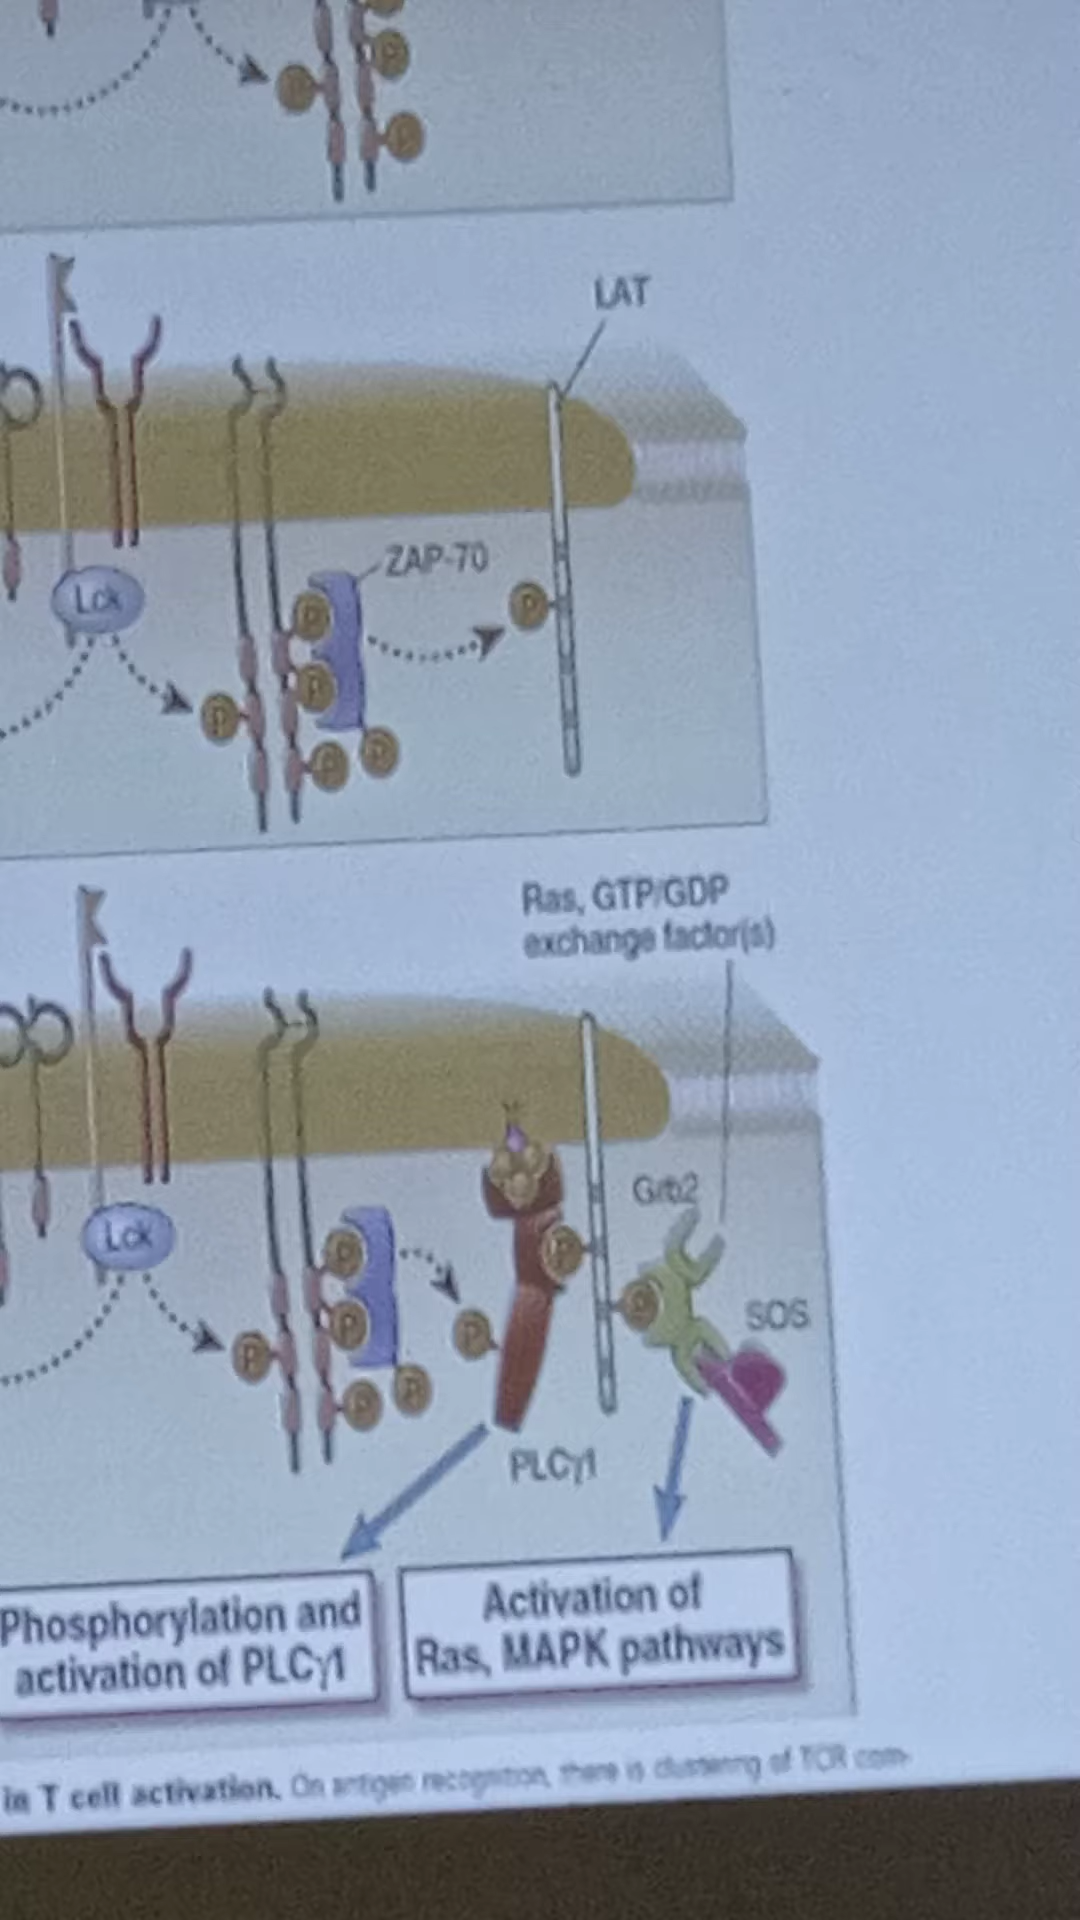 P
P
LAT
ZAP-70
Lck
P
P
P
P
P
P
Ras, GTP/GDP
exchange factor(s)
Grb2
Lck
P
P
P
P
P
P
P
P
SOS
PLCγ1
Phosphorylation and
activation of PLCγ1
Activation of
Ras, MAPK pathways
in T cell activation. On antigen recognition, there is clustering of TCR com-